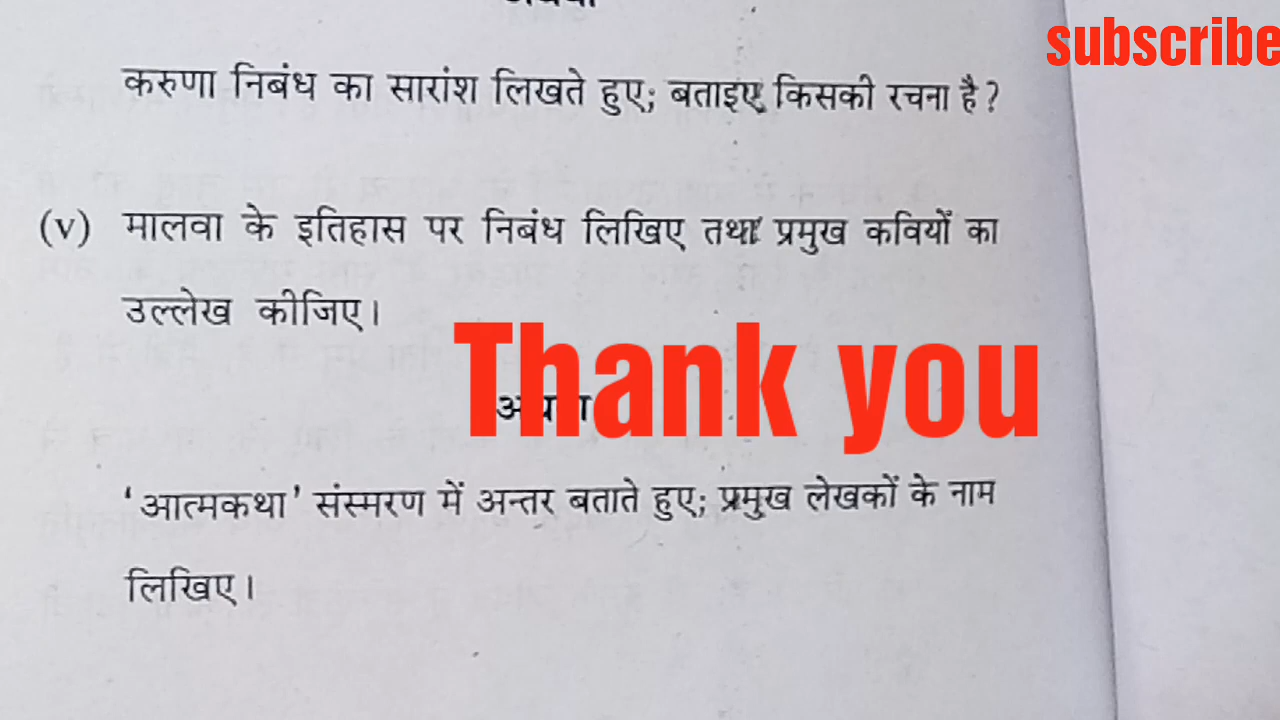 subscribe
करुणा निबंध का सारांश लिखते हुए; बताइए किसकी रचना है?
(v) मालवा के इतिहास पर निबंध लिखिए तथा प्रमुख कवियों का
उल्लेख कीजिए।
Thank you
'आत्मकथा' संस्मरण में अन्तर बताते हुए; प्रमुख लेखकों के नाम
लिखिए।